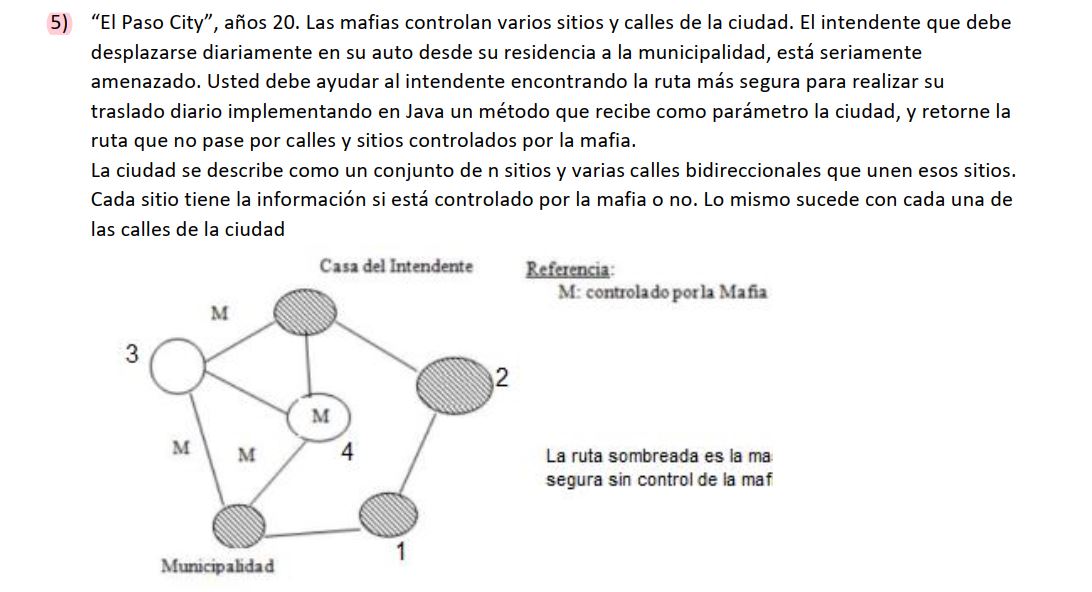 5) “El Paso City”, años 20. Las mafias controlan varios sitios y calles de la ciudad. El intendente que debe
desplazarse diariamente en su auto desde su residencia a la municipalidad, está seriamente
amenazado. Usted debe ayudar al intendente encontrando la ruta más segura para realizar su
traslado diario implementando en Java un método que recibe como parámetro la ciudad, y retorne la
ruta que no pase por calles y sitios controlados por la mafia.
La ciudad se describe como un conjunto de n sitios y varias calles bidireccionales que unen esos sitios.
Cada sitio tiene la información si está controlado por la mafia o no. Lo mismo sucede con cada una de
las calles de la ciudad
Casa del Intendente
Referencia:
M: controlado por la Mafia
M
3
2
M
M
M
4
La ruta sombreada es la ma
segura sin control de la maf
1
Municipalidad